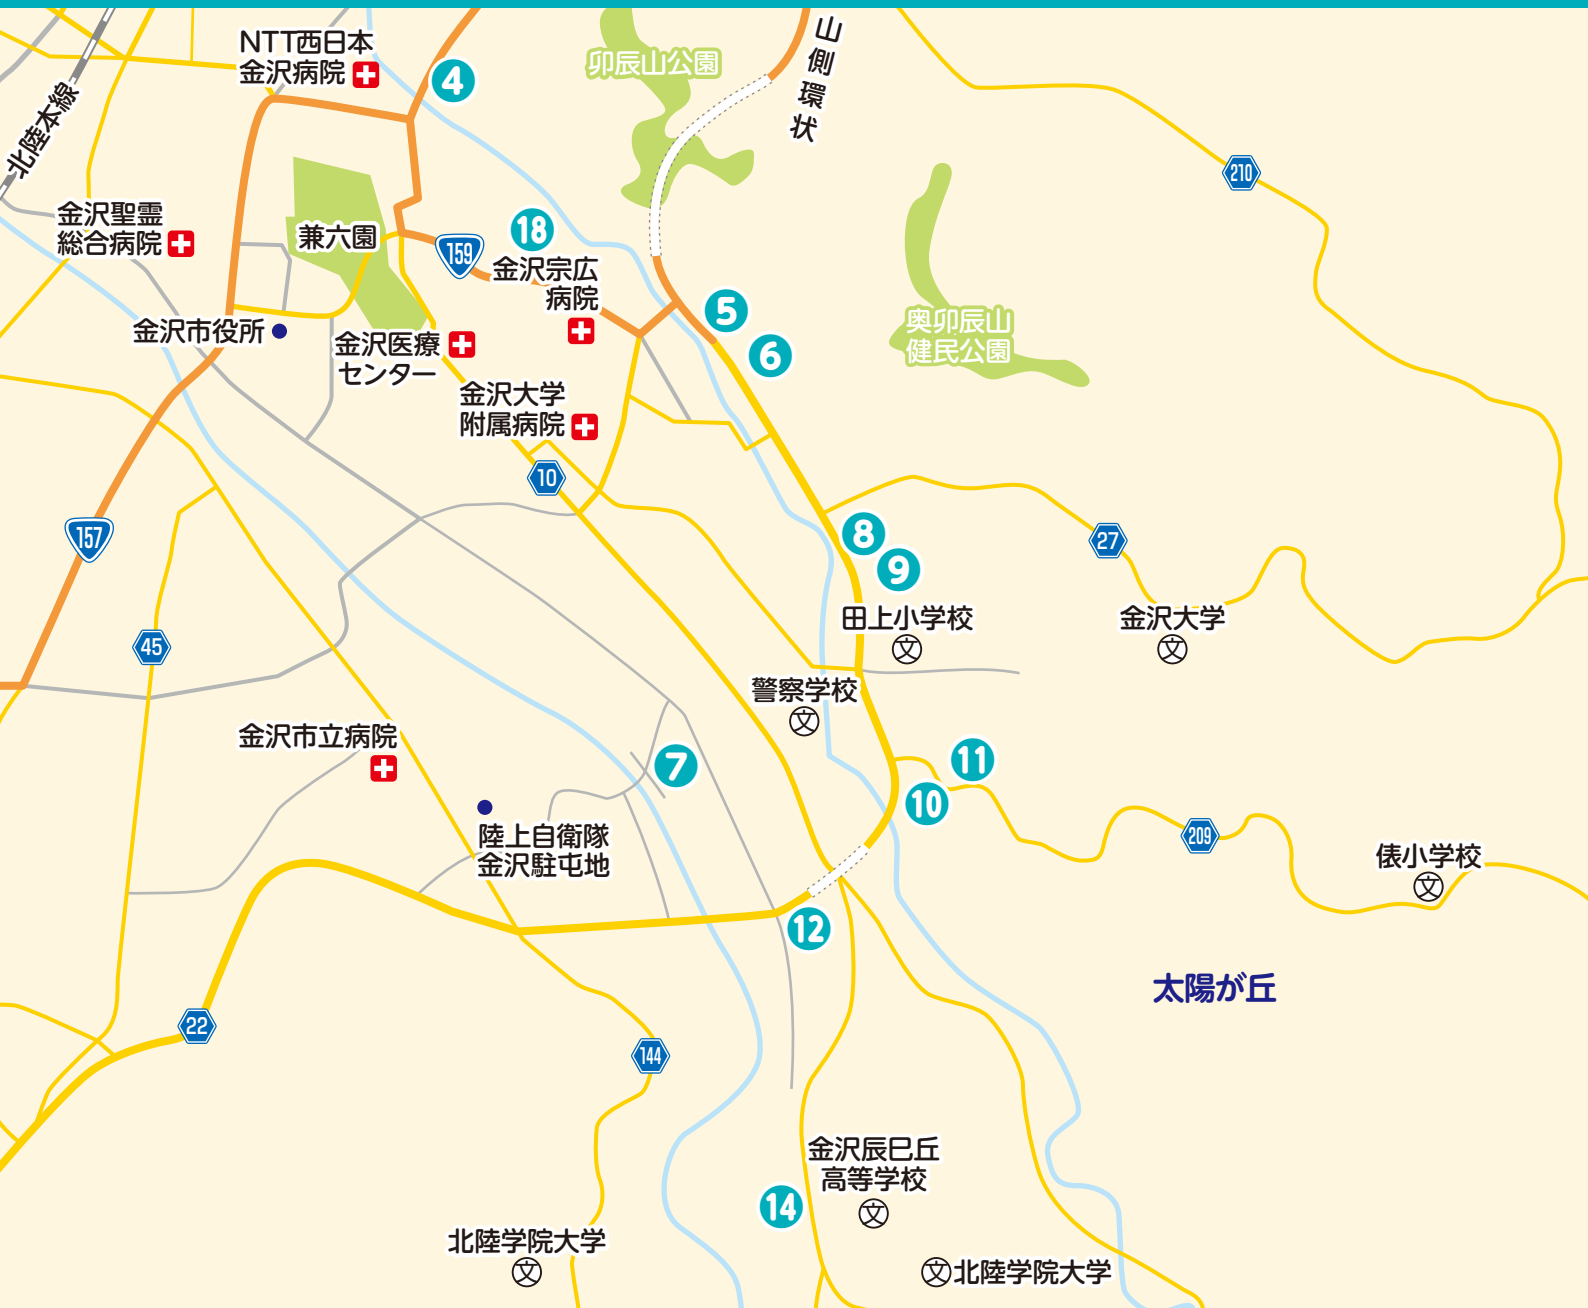 NTT西日本
金沢病院
4
卯辰山公園
山側環状
北陸本線
210
金沢聖霊
総合病院
兼六園
159
18
金沢宗広
病院
5
6
奥卯辰山
健民公園
金沢市役所
金沢医療
センター
金沢大学
附属病院
10
157
8
9
27
田上小学校
文
金沢大学
文
45
警察学校
文
金沢市立病院
7
11
10
陸上自衛隊
金沢駐屯地
209
俵小学校
文
12
太陽が丘
22
144
金沢辰巳丘
高等学校
文
14
北陸学院大学
文
文北陸学院大学